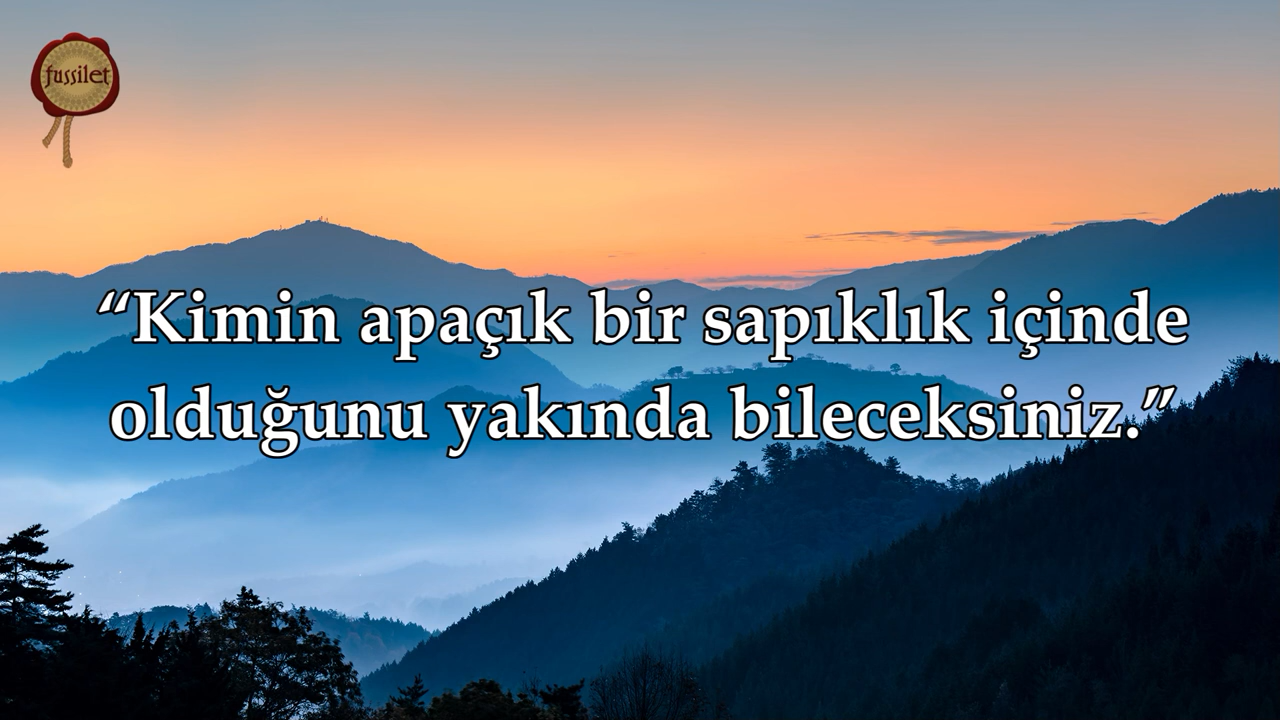 fussilet
“Kimin apaçık bir sapıklık içinde
olduğunu yakında bileceksiniz.”